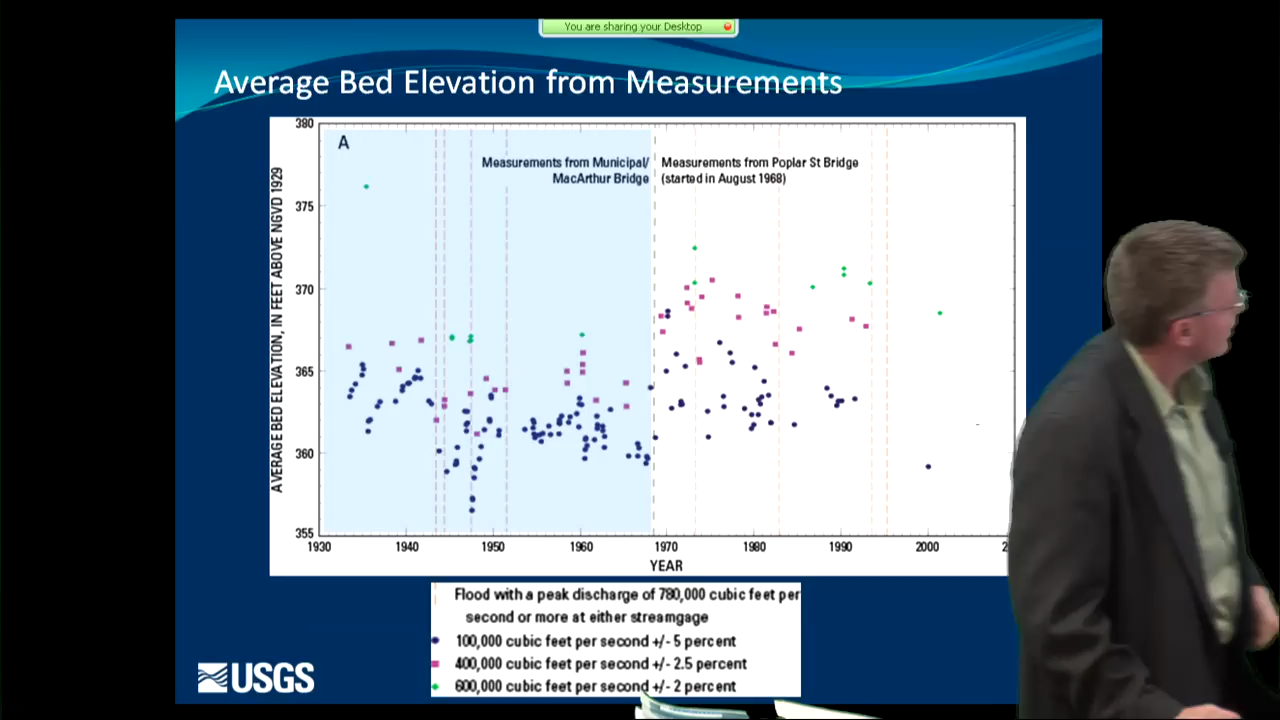 You are sharing your Desktop
Average Bed Elevation from Measurements
A
Measurements from Municipal/
MacArthur Bridge
Measurements from Poplar St Bridge
(started in August 1968)
AVERAGE BED ELEVATION, IN FEET ABOVE NGVD 1929
380
375
370
365
360
355
1930
1940
1950
1960
1970
1980
1990
2000
YEAR
Flood with a peak discharge of 780,000 cubic feet per
second or more at either streamgage
100,000 cubic feet per second +/- 5 percent
400,000 cubic feet per second +/- 2.5 percent
600,000 cubic feet per second +/- 2 percent
USGS